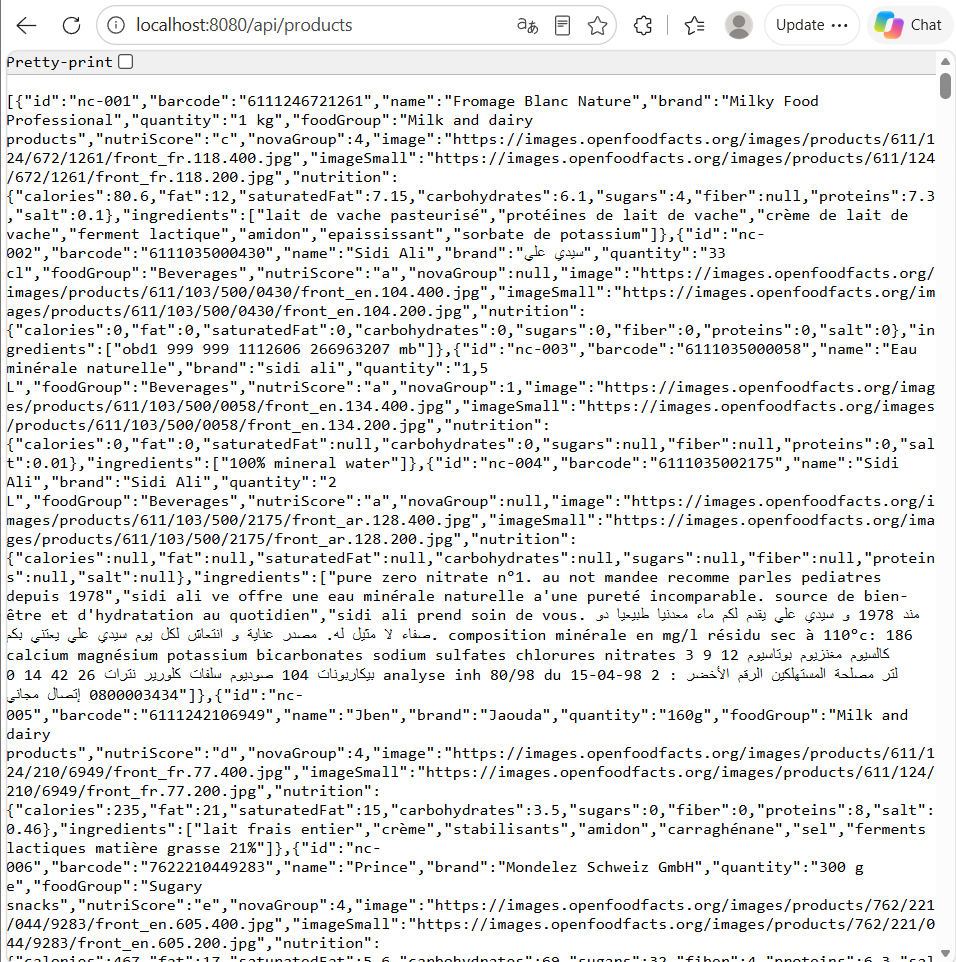 localhost:8080/api/products
Update
Chat
Pretty-print
[{"id":"nc-001","barcode":"6111246721261","name":"Fromage Blanc Nature","brand":"Milky Food
Professional","quantity":"1 kg","foodGroup":"Milk and dairy
products","nutriScore":"c","novaGroup":4,"image":"https://images.openfoodfacts.org/images/products/611/1
24/672/1261/front_fr.118.400.jpg","imageSmall":"https://images.openfoodfacts.org/images/products/611/124
/672/1261/front_fr.118.200.jpg","nutrition":
{"calories":80.6,"fat":12,"saturatedFat":7.15,"carbohydrates":6.1,"sugars":4,"fiber":null,"proteins":7.3
,"salt":0.1},"ingredients":["lait de vache pasteurisé","protéines de lait de vache","crème de lait de
vache","ferment lactique","amidon","epaississant","sorbate de potassium"]},{"id":"nc-
002","barcode":"6111035000430","name":"Sidi Ali","brand":"سيدي علي","quantity":"33
cl","foodGroup":"Beverages","nutriScore":"a","novaGroup":null,"image":"https://images.openfoodfacts.org/
images/products/611/103/500/0430/front_en.104.400.jpg","imageSmall":"https://images.openfoodfacts.org/im
ages/products/611/103/500/0430/front_en.104.200.jpg","nutrition":
{"calories":0,"fat":0,"saturatedFat":0,"carbohydrates":0,"sugars":0,"fiber":0,"proteins":0,"salt":0},"in
gredients":["obd1 999 999 1112606 266963207 mb"]},{"id":"nc-003","barcode":"6111035000058","name":"Eau
minérale naturelle","brand":"sidi ali","quantity":"1,5
L","foodGroup":"Beverages","nutriScore":"a","novaGroup":1,"image":"https://images.openfoodfacts.org/imag
es/products/611/103/500/0058/front_en.134.400.jpg","imageSmall":"https://images.openfoodfacts.org/images
/products/611/103/500/0058/front_en.134.200.jpg","nutrition":
{"calories":0,"fat":0,"saturatedFat":null,"carbohydrates":0,"sugars":null,"fiber":null,"proteins":0,"sal
t":0.01},"ingredients":["100% mineral water"]},{"id":"nc-004","barcode":"6111035002175","name":"Sidi
Ali","brand":"Sidi Ali","quantity":"2
L","foodGroup":"Beverages","nutriScore":"a","novaGroup":null,"image":"https://images.openfoodfacts.org/i
mages/products/611/103/500/2175/front_ar.128.400.jpg","imageSmall":"https://images.openfoodfacts.org/ima
ges/products/611/103/500/2175/front_ar.128.200.jpg","nutrition":
{"calories":null,"fat":null,"saturatedFat":null,"carbohydrates":null,"sugars":null,"fiber":null,"protein
s":null,"salt":null},"ingredients":["pure zero nitrate n°1. au not mandee recomme parles pediatres
depuis 1978","sidi ali ve offre une eau minérale naturelle a'une pureté incomparable. source de bien-
être et d'hydratation au quotidien","sidi ali prend soin de vous. منذ 1978 و سيدي علي يقدم لكم ماء معدنيا طبيعيا دو
صفاء لا متيل له. مصدر عناية و انتعاش لكل يوم سيدي علي يعتني بكم. composition minérale en mg/l résidu sec à 110°c: 186
calcium magnésium potassium bicarbonates sodium sulfates chlorures nitrates 3 9 12 كالسيوم مغنزيوم بوتاسيوم
بيكاربونات 104 صوديوم سلفات كلورير نترات 26 42 14 0 analyse inh 80/98 du 15-04-98 2 : لتر مصلحة المستهلكين الرقم الأخضر
0800003434 إتصال مجاني"]},{"id":"nc-
005","barcode":"6111242106949","name":"Jben","brand":"Jaouda","quantity":"160g","foodGroup":"Milk and
dairy
products","nutriScore":"d","novaGroup":4,"image":"https://images.openfoodfacts.org/images/products/611/1
24/210/6949/front_fr.77.400.jpg","imageSmall":"https://images.openfoodfacts.org/images/products/611/124/
210/6949/front_fr.77.200.jpg","nutrition":
{"calories":235,"fat":21,"saturatedFat":15,"carbohydrates":3.5,"sugars":0,"fiber":0,"proteins":8,"salt":
0.46},"ingredients":["lait frais entier","crème","stabilisants","amidon","carraghénane","sel","ferments
lactiques matière grasse 21%"]},{"id":"nc-
006","barcode":"7622210449283","name":"Prince","brand":"Mondelez Schweiz GmbH","quantity":"300 g
e","foodGroup":"Sugary
snacks","nutriScore":"e","novaGroup":4,"image":"https://images.openfoodfacts.org/images/products/762/221
/044/9283/front_en.605.400.jpg","imageSmall":"https://images.openfoodfacts.org/images/products/762/221/0
44/9283/front_en.605.200.jpg","nutrition":
{"calories":467,"fat":17,"saturatedFat":5.6,"carbohydrates":69,"sugars":32,"fiber":4,"proteins":6.3,"sal